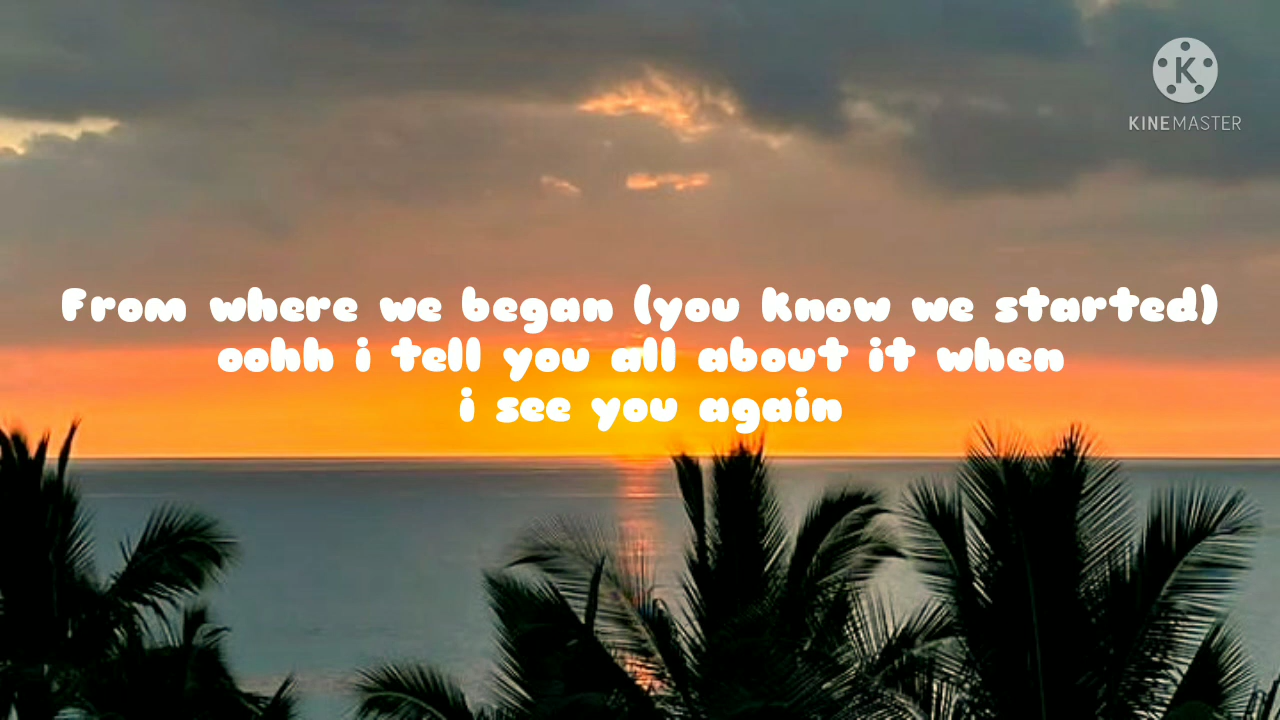 KINEMASTER
From where we began (you know we started)
oohh i tell you all about it when
i see you again